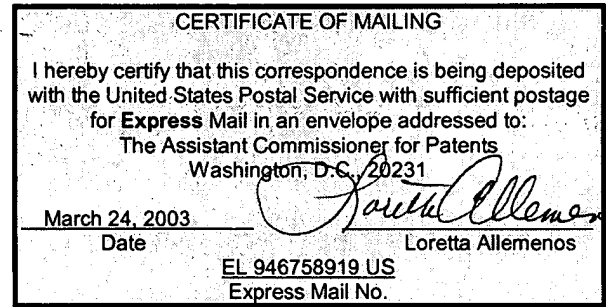 CERTIFICATE OF MAILING
I hereby certify that this correspondence is being deposited
with the United States Postal Service with sufficient postage
for Express Mail in an envelope addressed to:
The Assistant Commissioner for Patents
Washington, D.C., 20231
Loretta Allemenos
March 24, 2003
Date Loretta Allemenos
EL 946758919 US
Express Mail No.